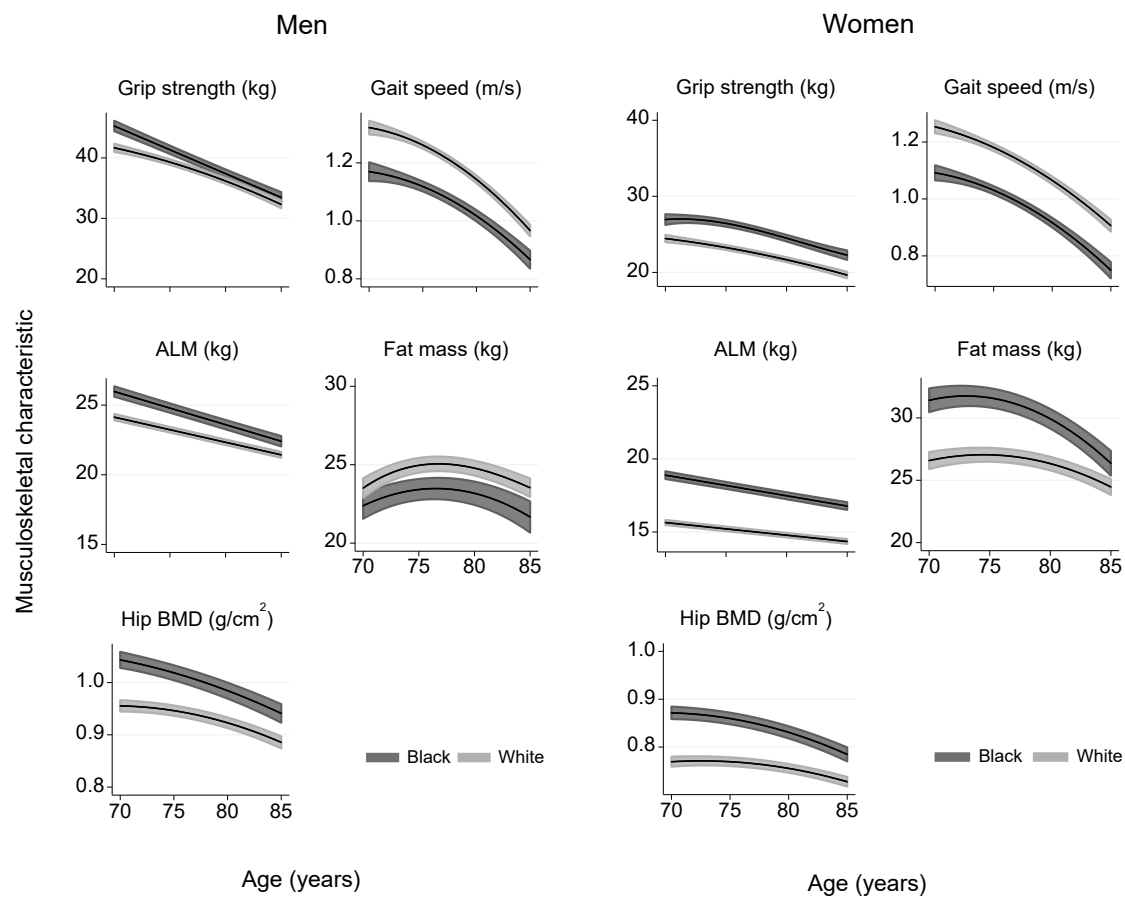 Men
Women
Musculoskeletal characteristic
Grip strength (kg)
40
30
20
Gait speed (m/s)
1.2
1.0
0.8
ALM (kg)
25
20
15
Fat mass (kg)
30
25
20
70 75 80 85
Hip BMD (g/cm²)
1.0
0.9
0.8
70 75 80 85
Black White
Age (years)
Grip strength (kg)
40
30
20
Gait speed (m/s)
1.2
1.0
0.8
ALM (kg)
25
20
15
Fat mass (kg)
30
25
20
70 75 80 85
Hip BMD (g/cm²)
1.0
0.9
0.8
70 75 80 85
Black White
Age (years)